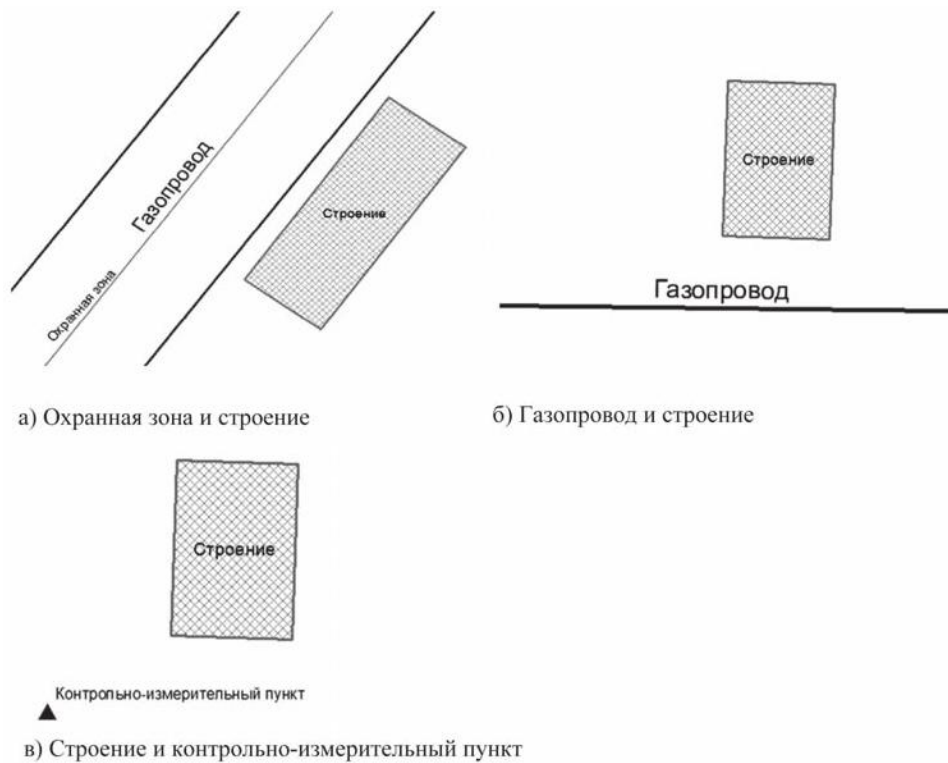 Газопровод
Охранная зона
Строение
а) Охранная зона и строение
Строение
Газопровод
б) Газопровод и строение
Строение
Контрольно-измерительный пункт
в) Строение и контрольно-измерительный пункт